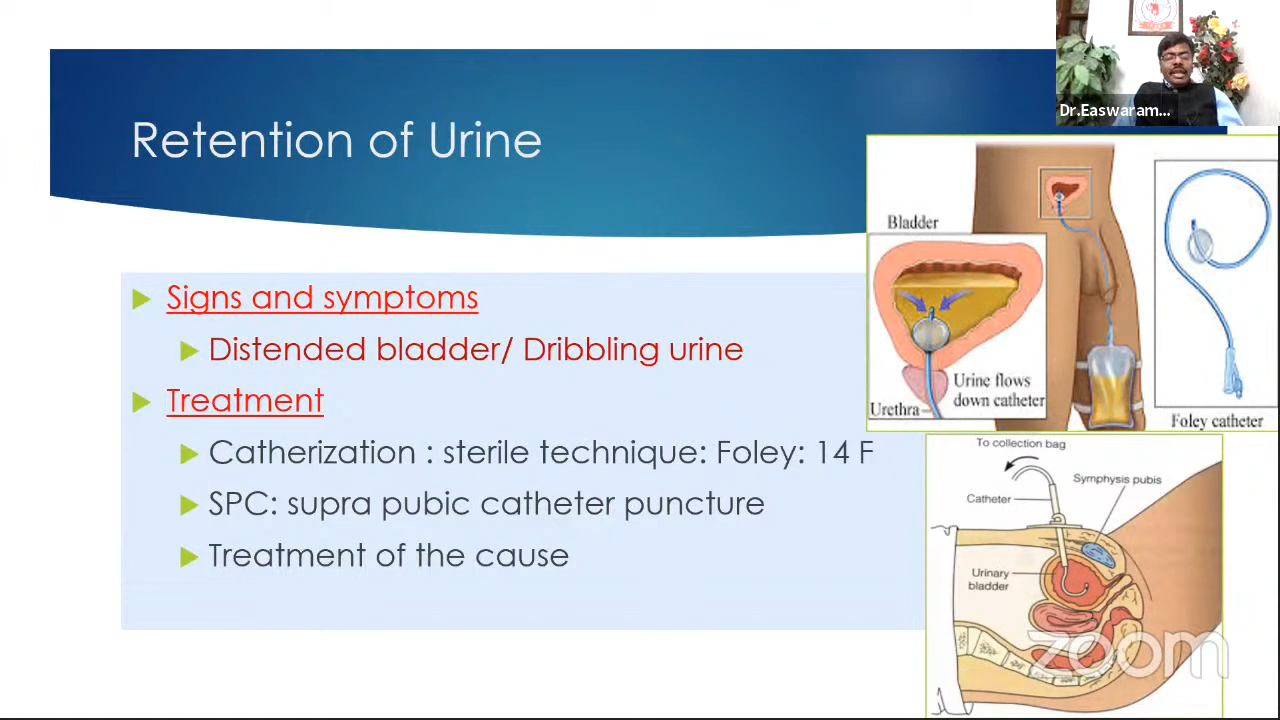 Dr.Easwaram...
Retention of Urine
Signs and symptoms
Distended bladder/ Dribbling urine
Treatment
Catherization : sterile technique: Foley: 14 F
SPC: supra pubic catheter puncture
Treatment of the cause
Bladder
Urine flows
down catheter
Urethra
Foley catheter
To collection bag
Symphysis pubis
Catheter
Urinary
bladder
zoom